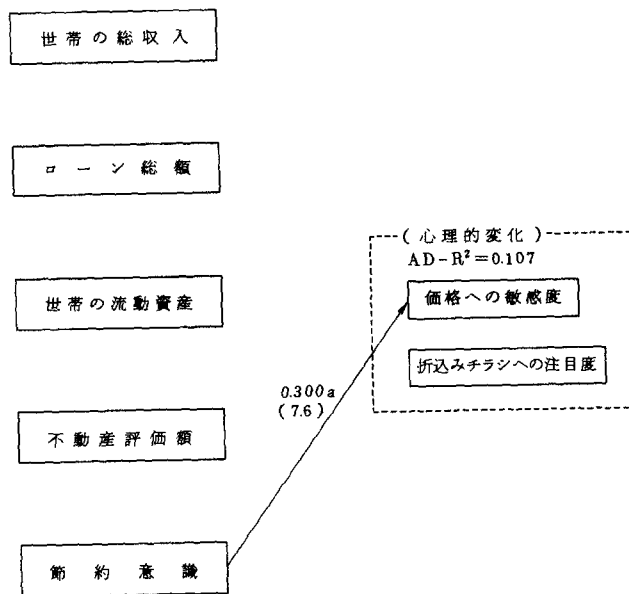 世帯の総収入
ローン総額
(心理的変化)
AD-R²=0.107
世帯の流動資産
価格への敏感度
折込みチラシへの注目度
0.300a
(7.6)
不動産評価額
節約意識